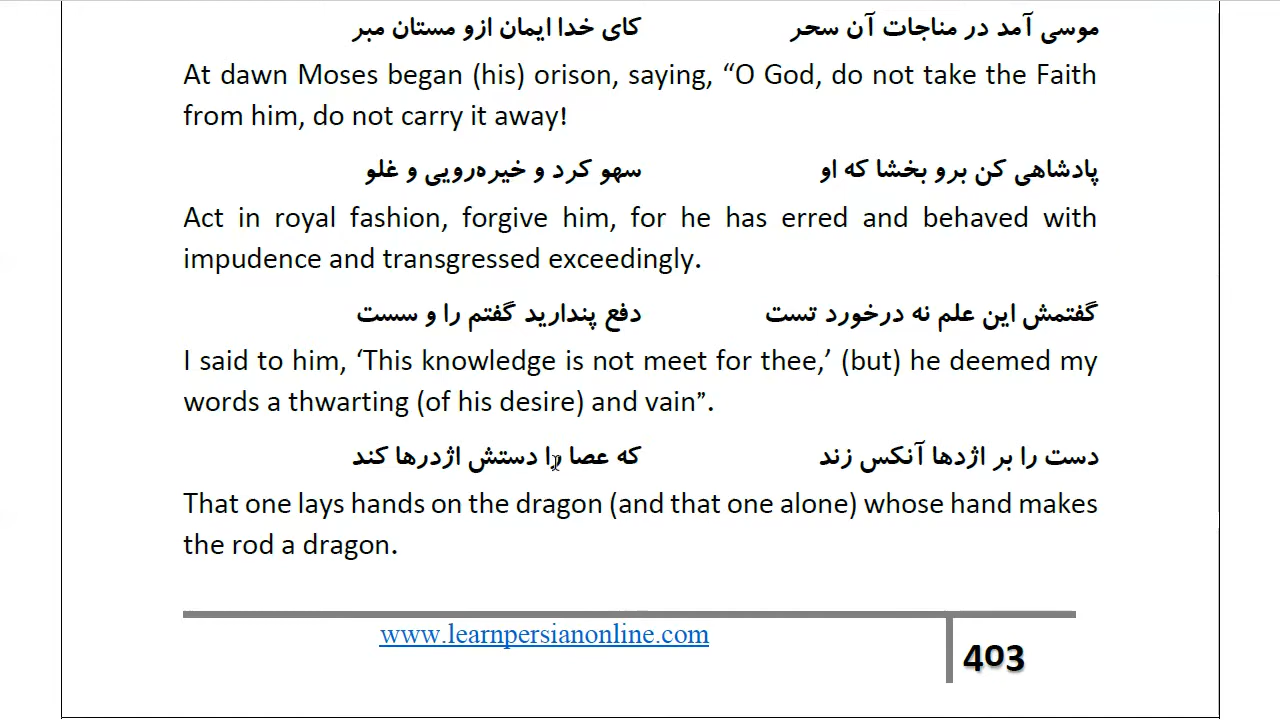 موسی آمد در مناجات آن سحر کای خدا ایمان ازو مستان مبر
At dawn Moses began (his) orison, saying, “O God, do not take the Faith
from him, do not carry it away!
پادشاهی کن برو بخشا که او سهو کرد و خیره‌رویی و غلو
Act in royal fashion, forgive him, for he has erred and behaved with
impudence and transgressed exceedingly.
گفتمش این علم نه درخورد تست دفع پندارید گفتم را و سست
I said to him, ‘This knowledge is not meet for thee,’ (but) he deemed my
words a thwarting (of his desire) and vain”.
دست را بر اژدها آنکس زند که عصا را دستش اژدرها کند
That one lays hands on the dragon (and that one alone) whose hand makes
the rod a dragon.
www.learnpersianonline.com
403